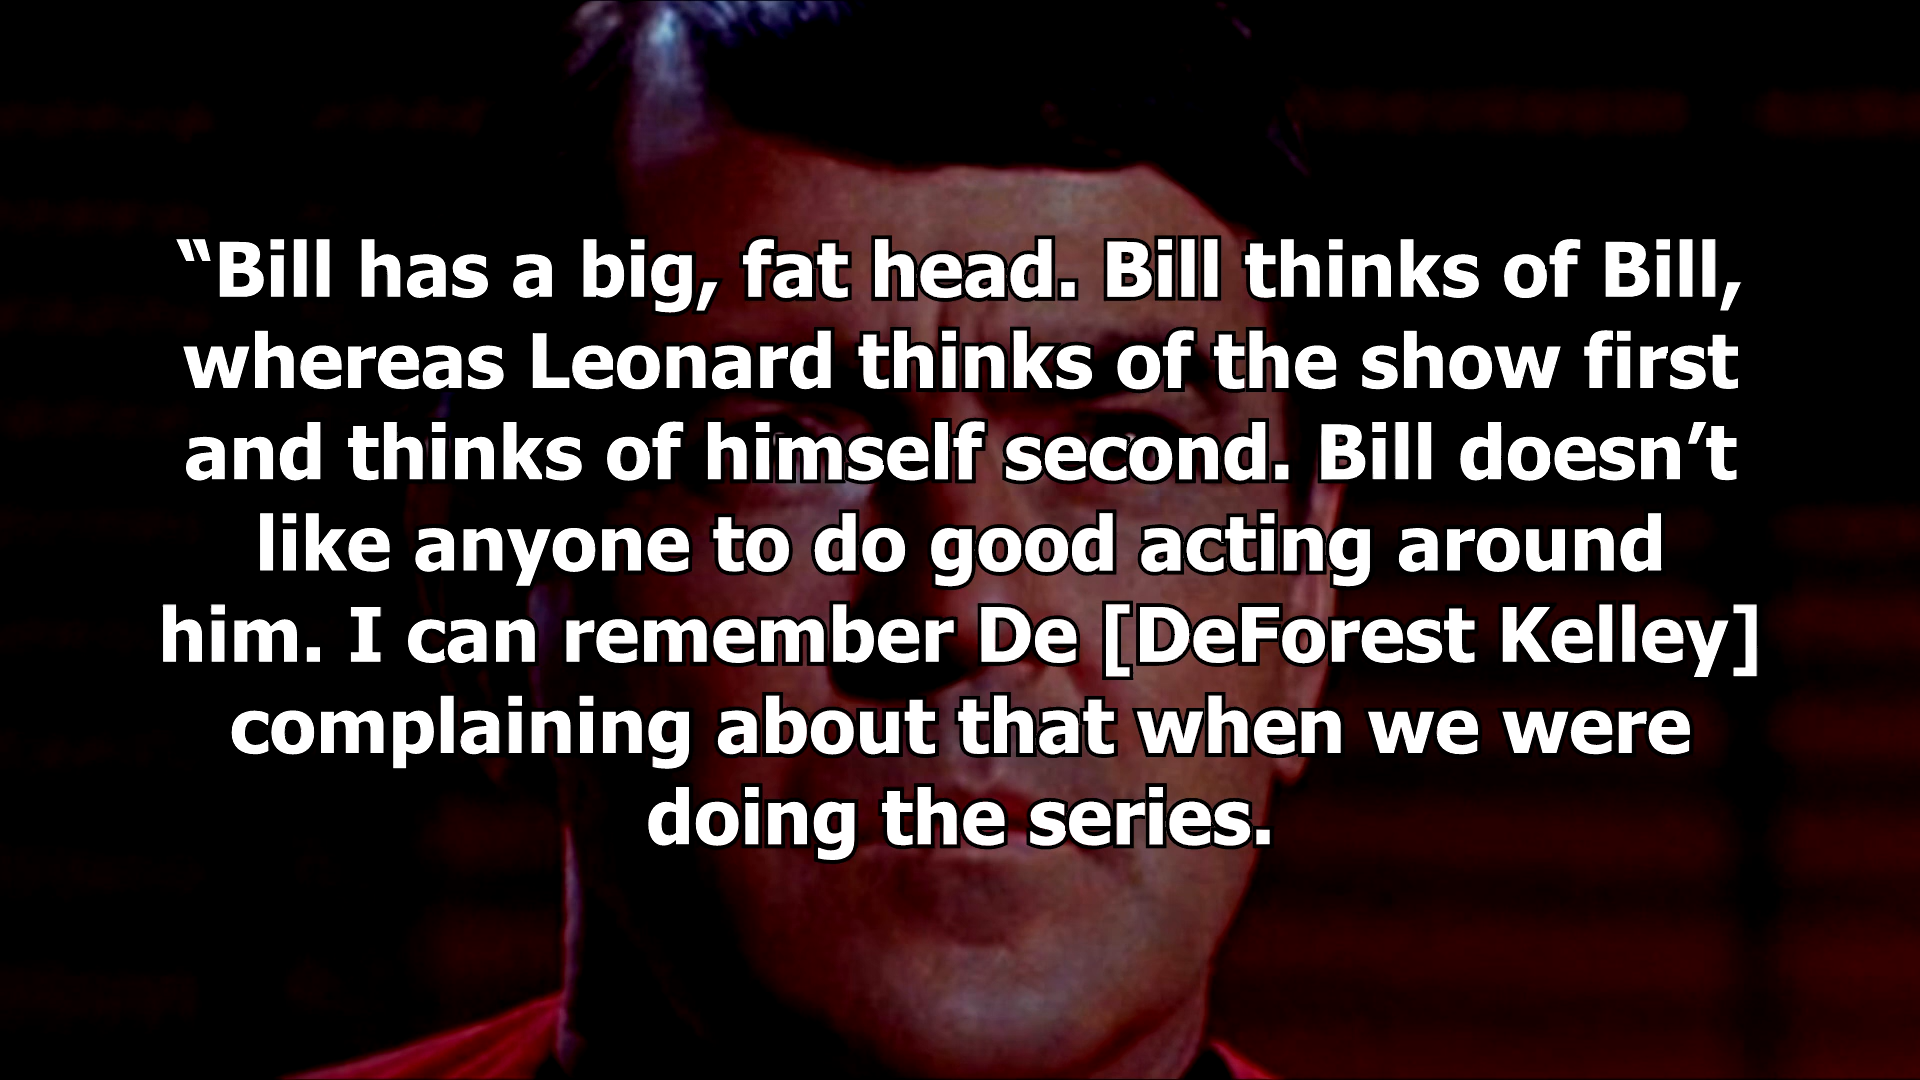 “Bill has a big, fat head. Bill thinks of Bill,
whereas Leonard thinks of the show first
and thinks of himself second. Bill doesn’t
like anyone to do good acting around
him. I can remember De [DeForest Kelley]
complaining about that when we were
doing the series.